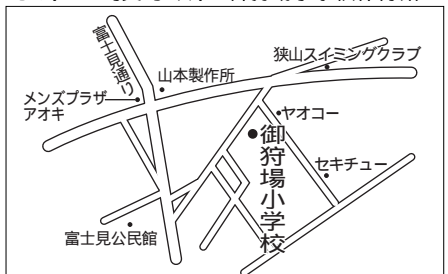 富士見通り
狭山スイミングクラブ
山本製作所
メンズプラザ
アオキ
ヤオコー
御狩場小学校
セキチュー
富士見公民館